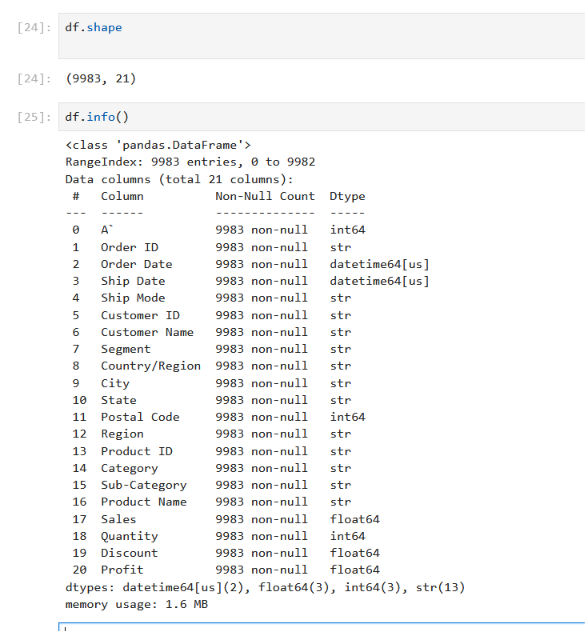 [24]: df.shape
[24]: (9983, 21)
[25]: df.info()
<class 'pandas.DataFrame'>
RangeIndex: 9983 entries, 0 to 9982
Data columns (total 21 columns):
 #   Column          Non-Null Count  Dtype
---  ------          --------------  -----
 0   A`              9983 non-null   int64
 1   Order ID        9983 non-null   str
 2   Order Date      9983 non-null   datetime64[us]
 3   Ship Date       9983 non-null   datetime64[us]
 4   Ship Mode       9983 non-null   str
 5   Customer ID     9983 non-null   str
 6   Customer Name   9983 non-null   str
 7   Segment         9983 non-null   str
 8   Country/Region  9983 non-null   str
 9   City            9983 non-null   str
 10  State           9983 non-null   str
 11  Postal Code     9983 non-null   int64
 12  Region          9983 non-null   str
 13  Product ID      9983 non-null   str
 14  Category        9983 non-null   str
 15  Sub-Category    9983 non-null   str
 16  Product Name    9983 non-null   str
 17  Sales           9983 non-null   float64
 18  Quantity        9983 non-null   int64
 19  Discount        9983 non-null   float64
 20  Profit          9983 non-null   float64
dtypes: datetime64[us](2), float64(3), int64(3), str(13)
memory usage: 1.6 MB